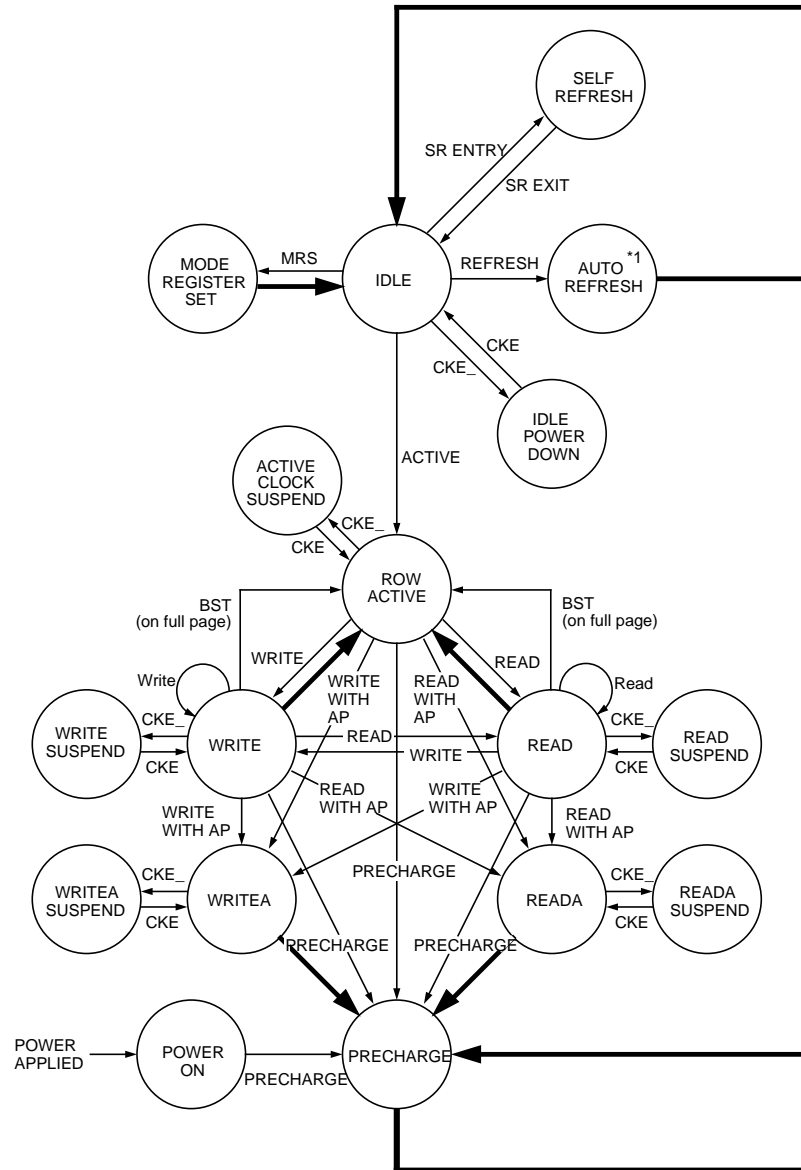 SELF
REFRESH
SR ENTRY
SR EXIT
MODE
REGISTER
SET
MRS
IDLE
REFRESH
AUTO *1
REFRESH
CKE
CKE_
IDLE
POWER
DOWN
ACTIVE
ACTIVE
CLOCK
SUSPEND
CKE_
CKE
ROW
ACTIVE
BST
(on full page)
BST
(on full page)
WRITE
WRITE
WITH
AP
READ
WITH
AP
READ
Write
Read
WRITE
SUSPEND
CKE_
CKE
WRITE
READ
WRITE
READ
CKE_
CKE
READ
SUSPEND
WRITE
WITH AP
READ
WITH AP
WRITE
WITH AP
READ
WITH AP
WRITEA
SUSPEND
CKE_
CKE
WRITEA
PRECHARGE
READA
CKE_
CKE
READA
SUSPEND
PRECHARGE
PRECHARGE
POWER
APPLIED
POWER
ON
PRECHARGE
PRECHARGE